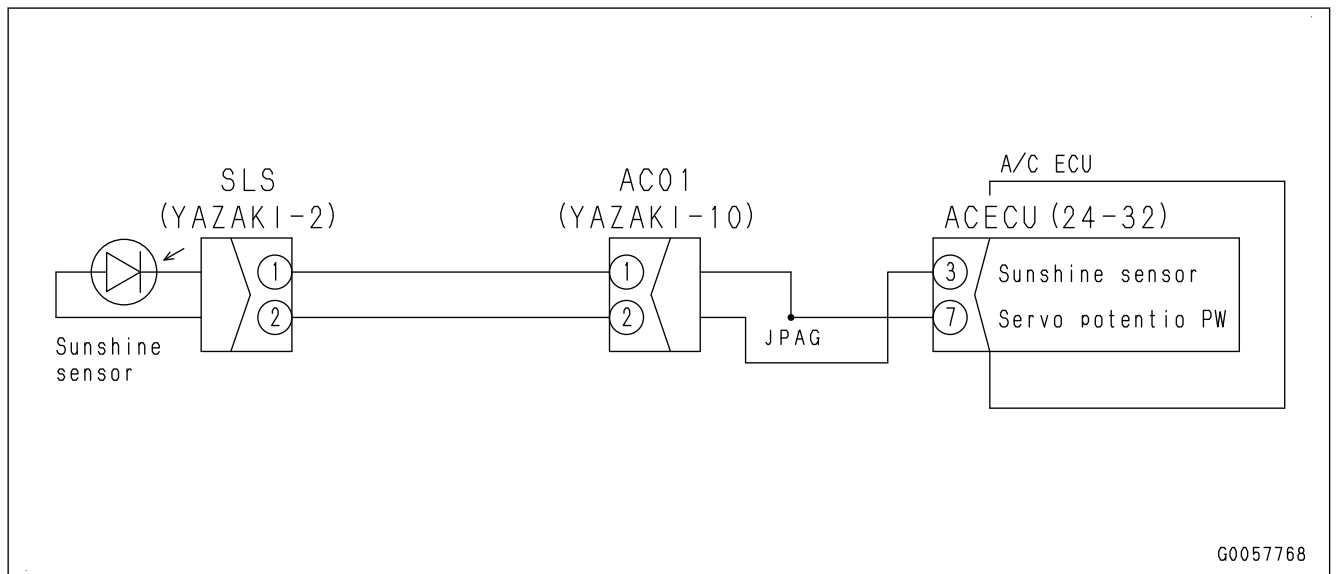 A/C ECU
SLS
(YAZAKI-2)
AC01
(YAZAKI-10)
ACECU (24-32)
1
1
3
Sunshine sensor
2
2
7
Servo potentio PW
JPAG
Sunshine
sensor
G0057768